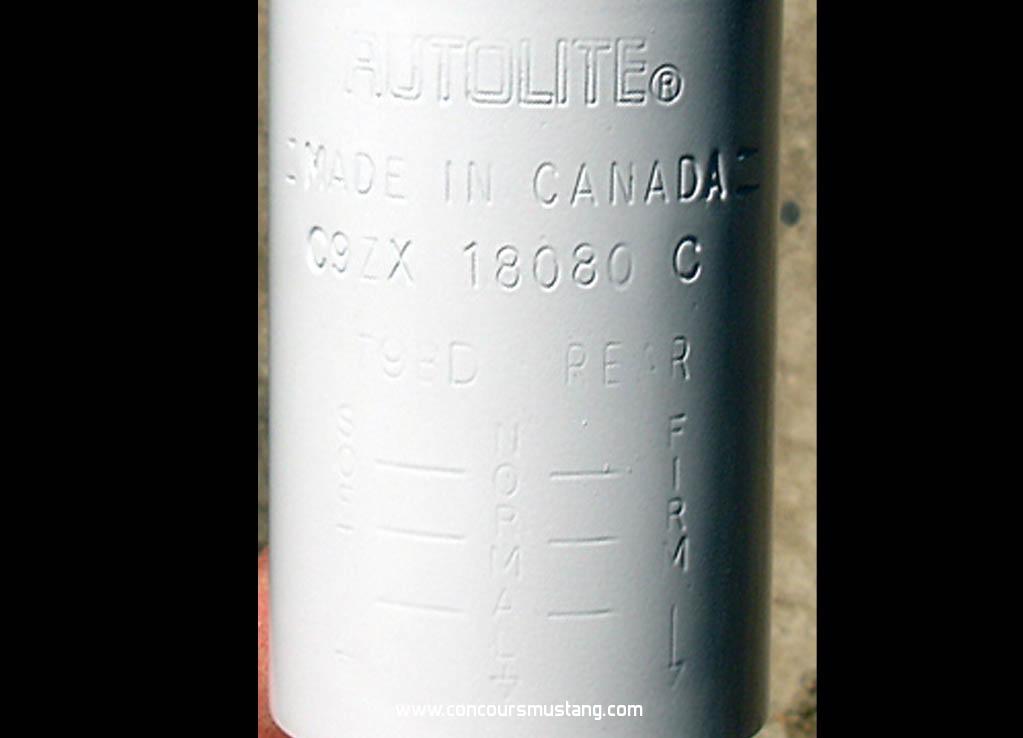 AUTOLITE®
MADE IN CANADA
C9ZX 18080 C
REAR
SOFT
NORMAL
FIRM
www.concoursmustang.com